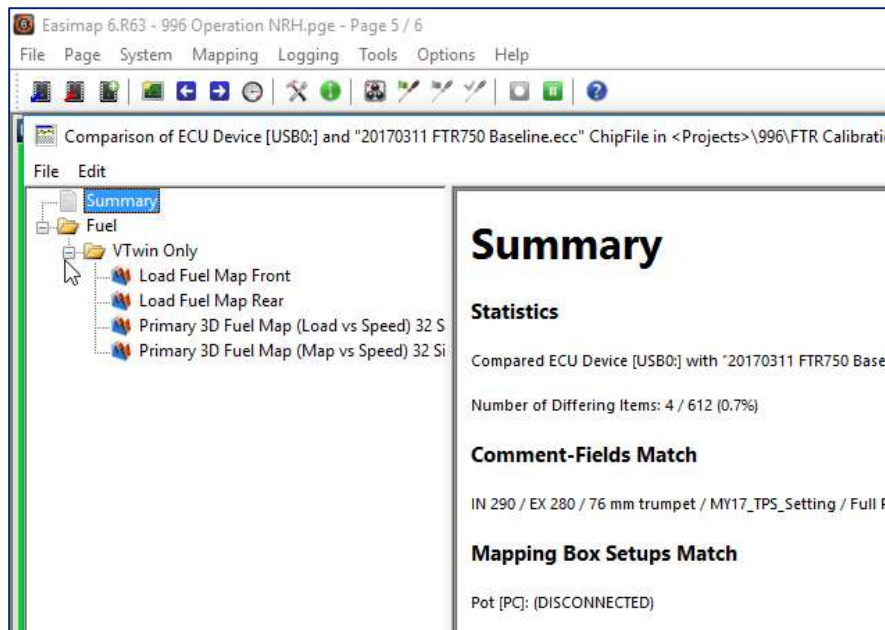 Easimap 6.R63 - 996 Operation NRH.pge - Page 5 / 6
File Page System Mapping Logging Tools Options Help
Comparison of ECU Device [USB0:] and "20170311 FTR750 Baseline.ecc" ChipFile in <Projects>\996\FTR Calibrati
File Edit
Summary
Fuel
VTwin Only
Load Fuel Map Front
Load Fuel Map Rear
Primary 3D Fuel Map (Load vs Speed) 32 S
Primary 3D Fuel Map (Map vs Speed) 32 Si
Summary
Statistics
Compared ECU Device [USB0:] with "20170311 FTR750 Base
Number of Differing Items: 4 / 612 (0.7%)
Comment-Fields Match
IN 290 / EX 280 / 76 mm trumpet / MY17_TPS_Setting / Full
Mapping Box Setups Match
Pot [PC]: (DISCONNECTED)